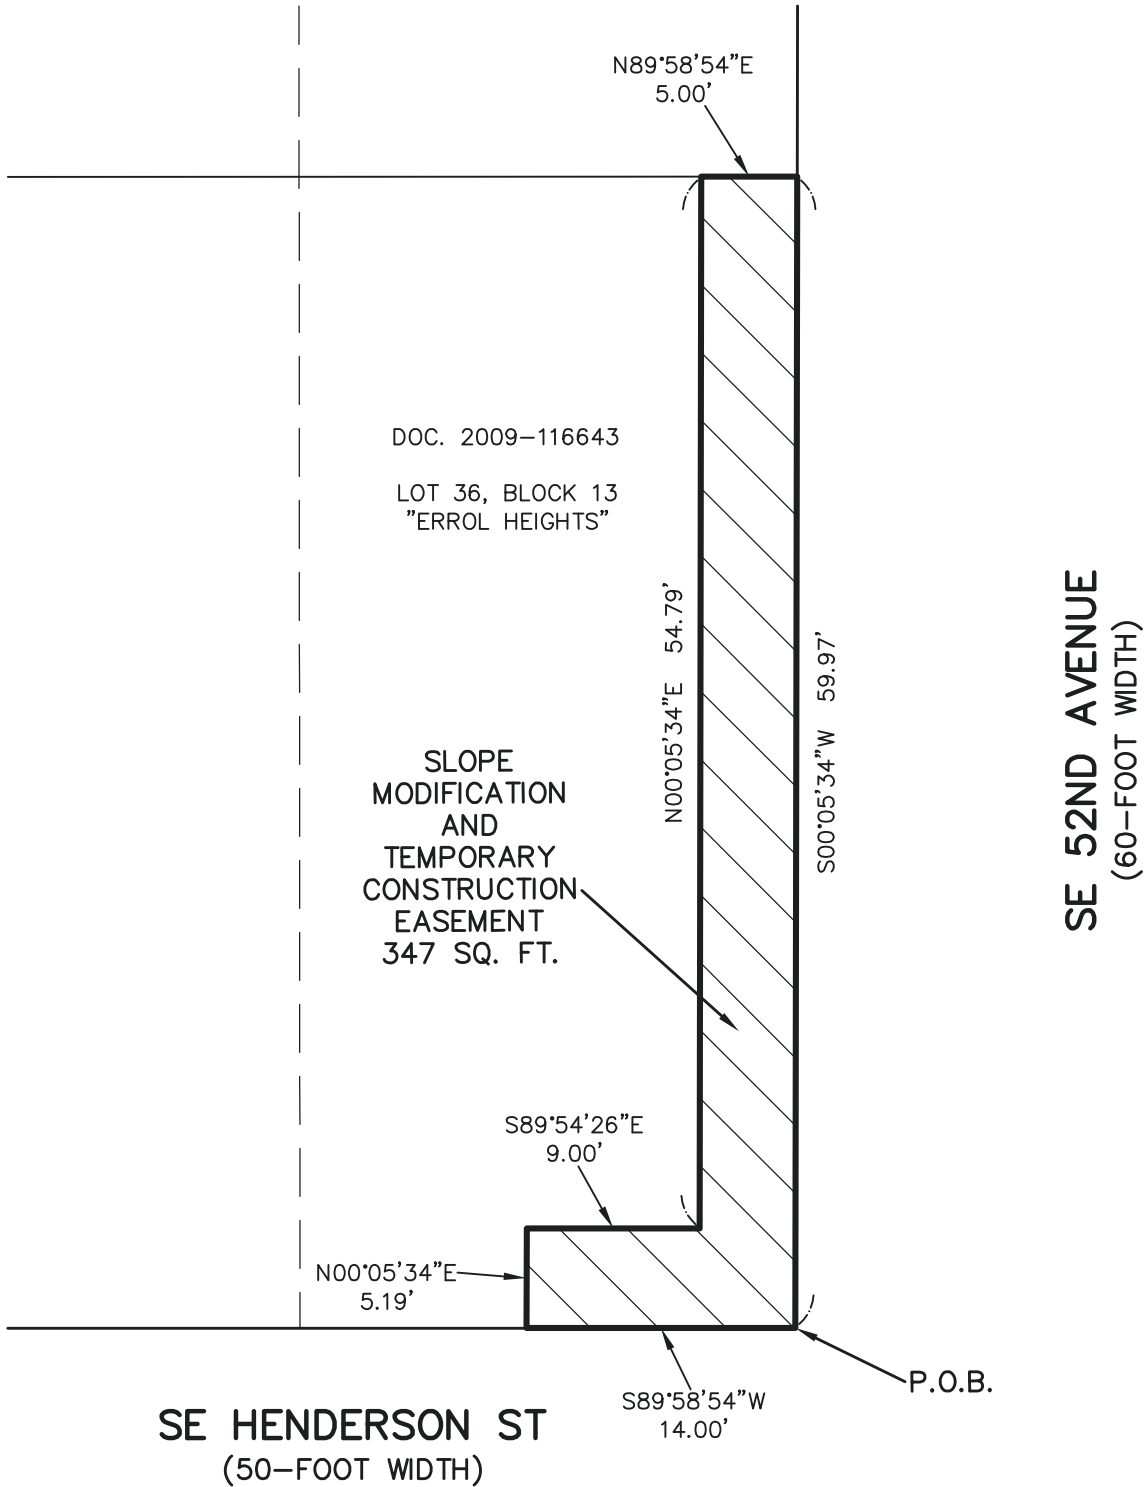 N89°58'54"E
5.00'
DOC. 2009-116643
LOT 36, BLOCK 13
"ERROL HEIGHTS"
N00°05'34"E 54.79'
S00°05'34"W 59.97'
SE 52ND AVENUE
(60-FOOT WIDTH)
SLOPE
MODIFICATION
AND
TEMPORARY
CONSTRUCTION
EASEMENT
347 SQ. FT.
S89°54'26"E
9.00'
N00°05'34"E
5.19'
P.O.B.
S89°58'54"W
14.00'
SE HENDERSON ST
(50-FOOT WIDTH)